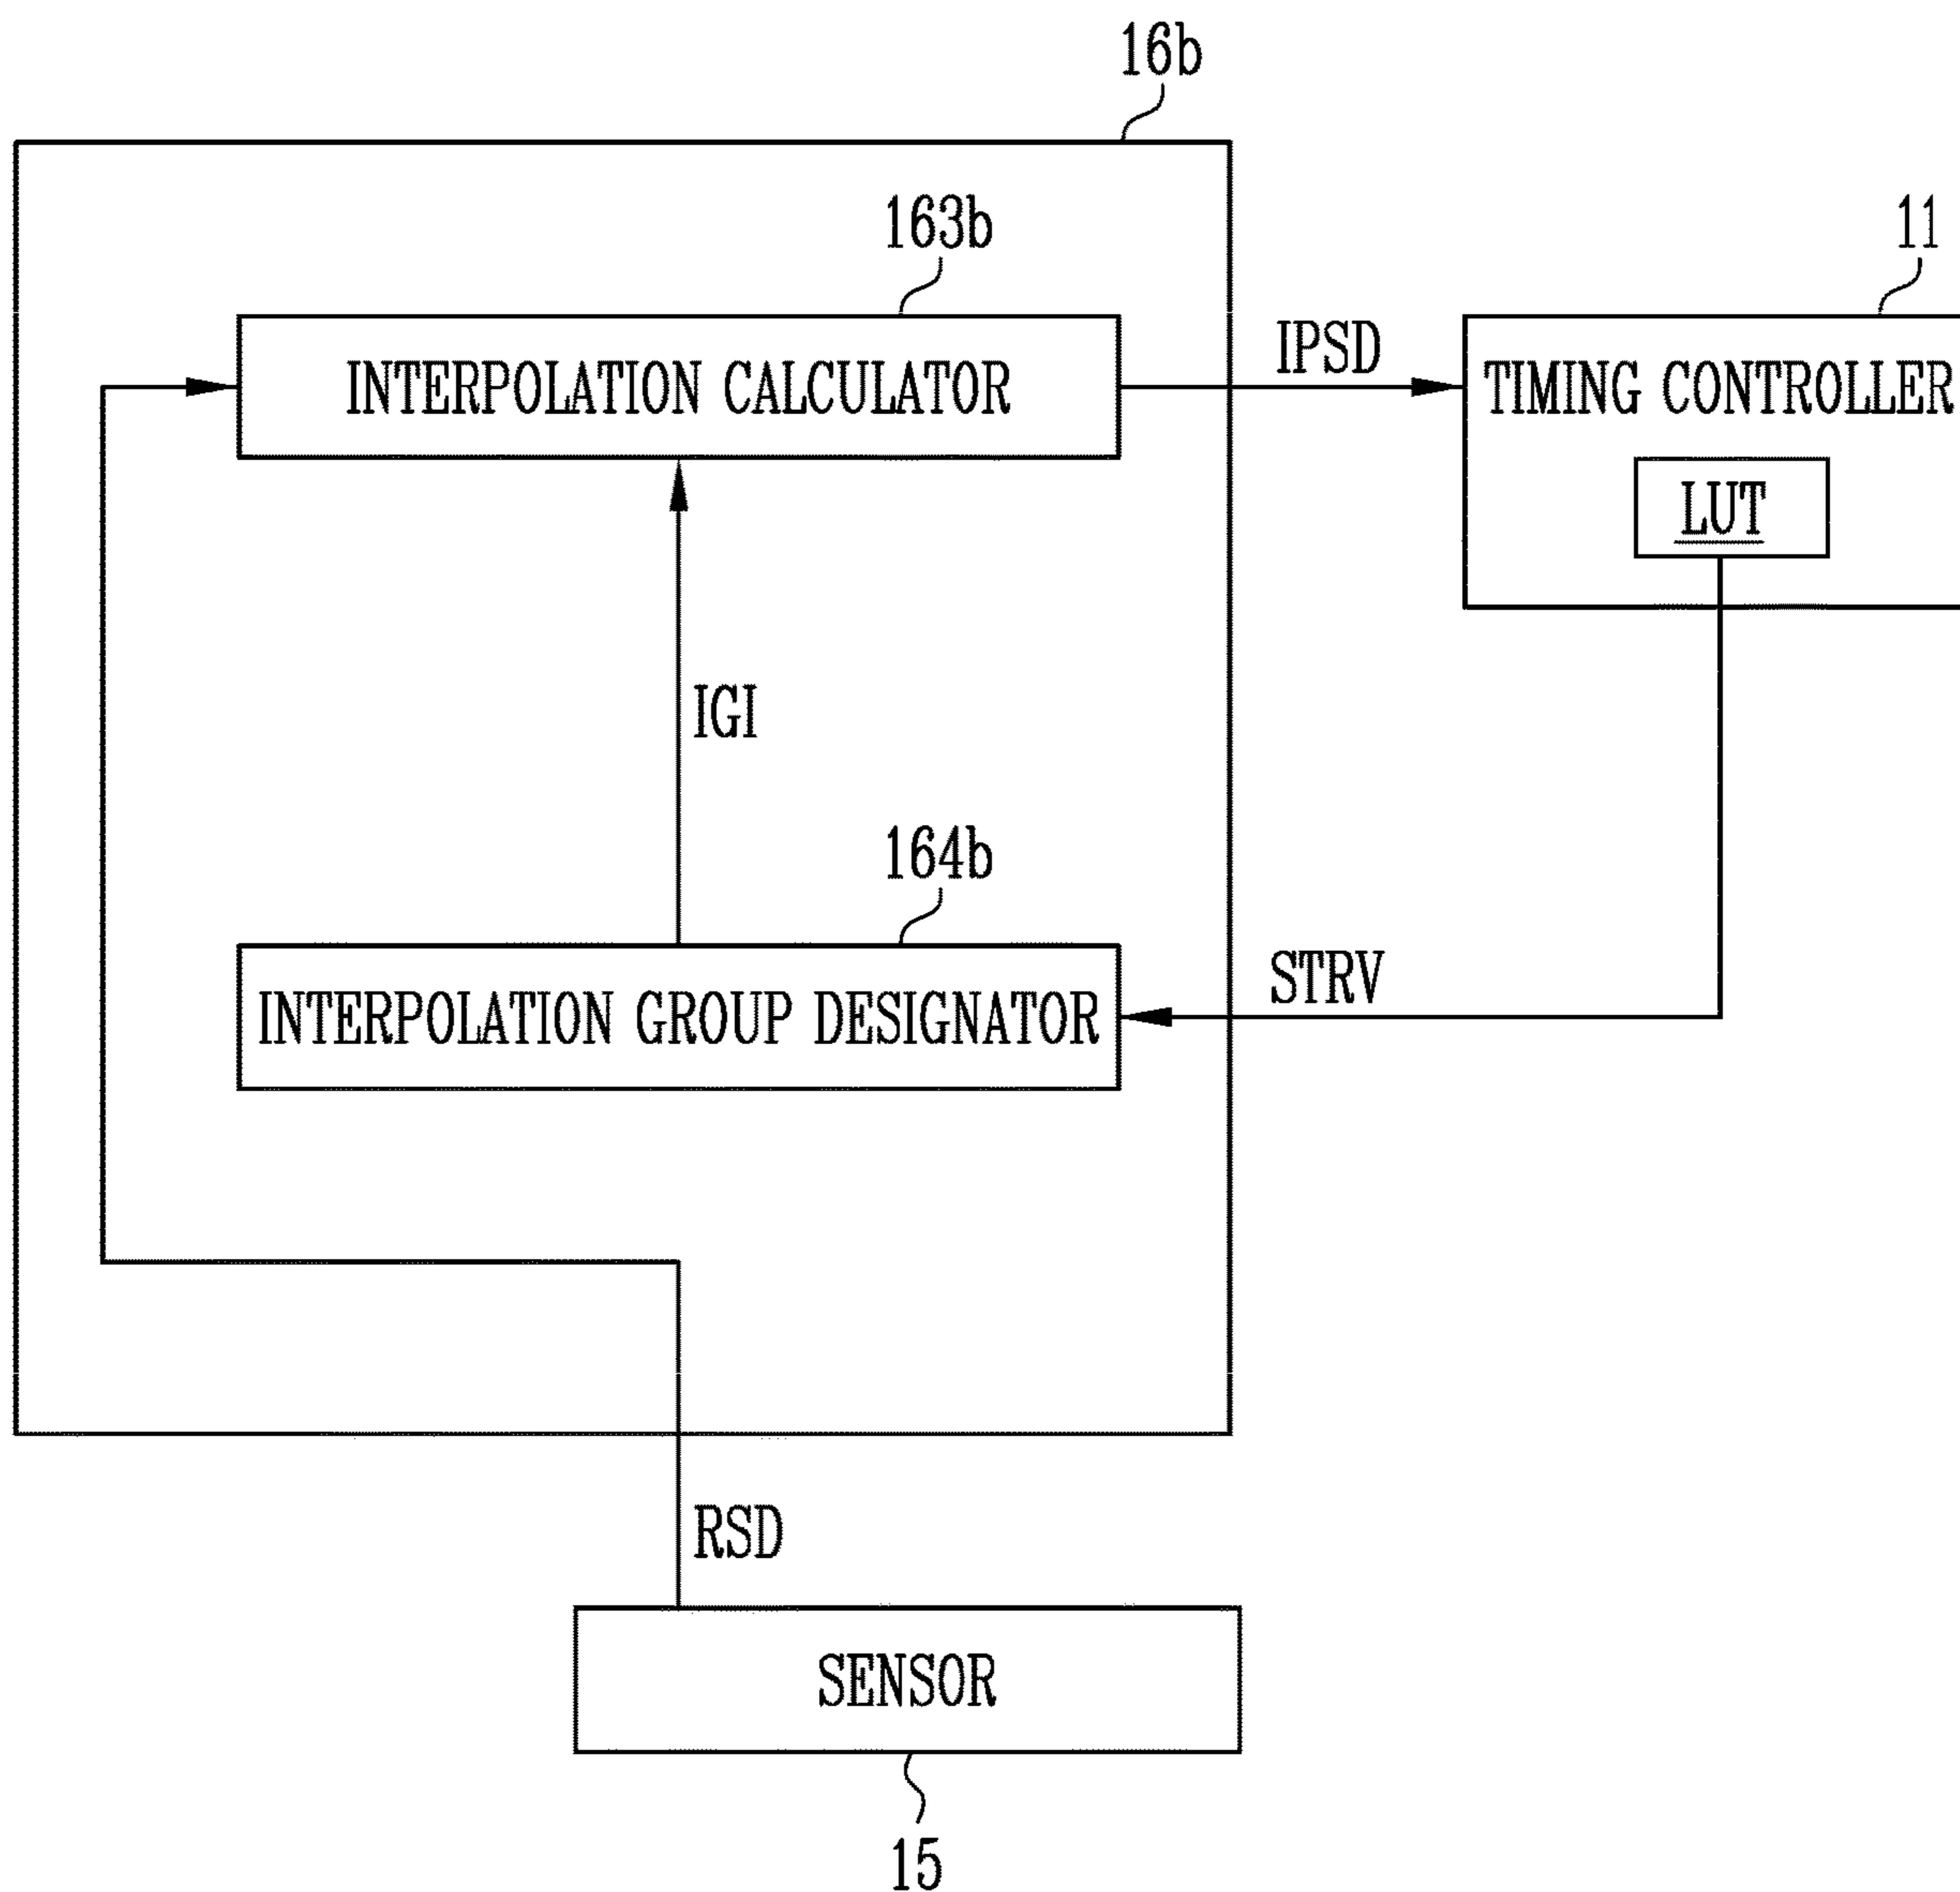 16b
163b
11
INTERPOLATION CALCULATOR
IPSD
TIMING CONTROLLER
LUT
IGI
164b
INTERPOLATION GROUP DESIGNATOR
STRV
RSD
SENSOR
15